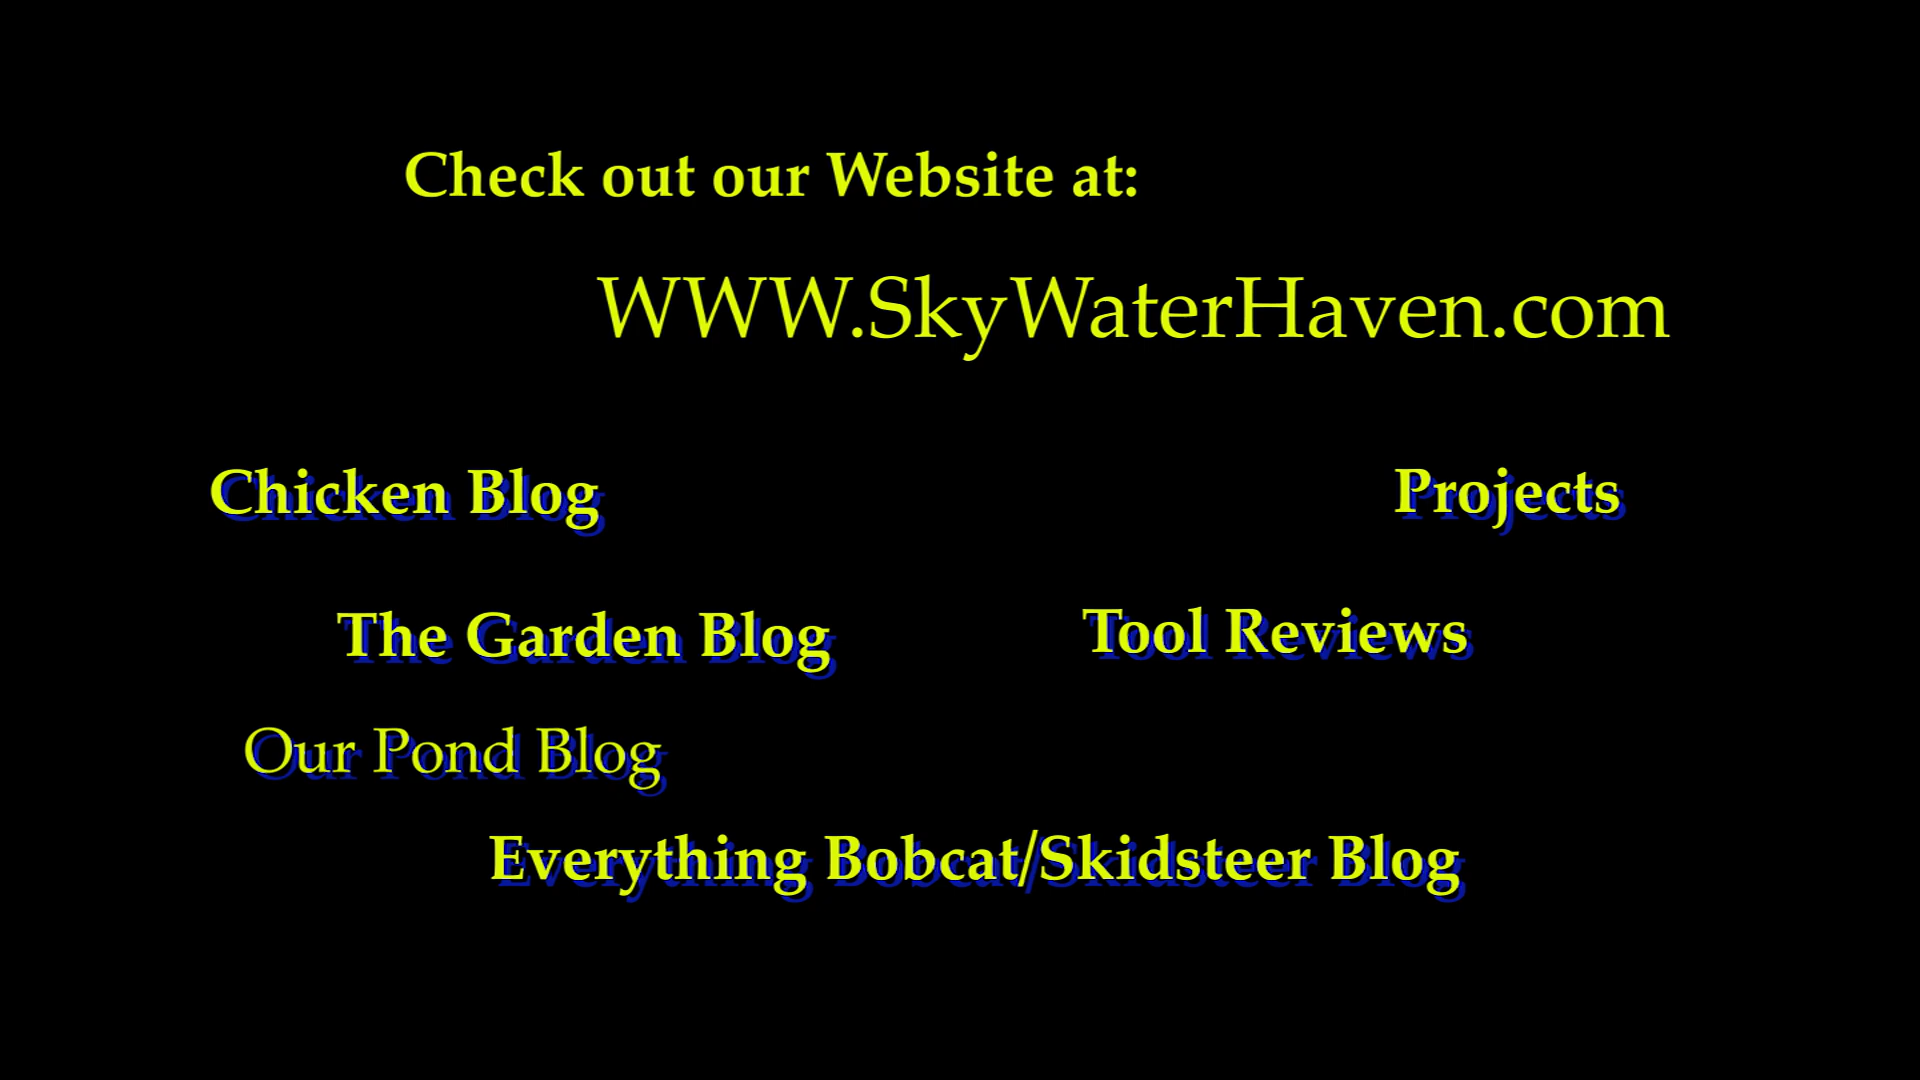 Check out our Website at:
WWW.SkyWaterHaven.com
Chicken Blog
Projects
The Garden Blog
Tool Reviews
Our Pond Blog
Everything Bobcat/Skidsteer Blog